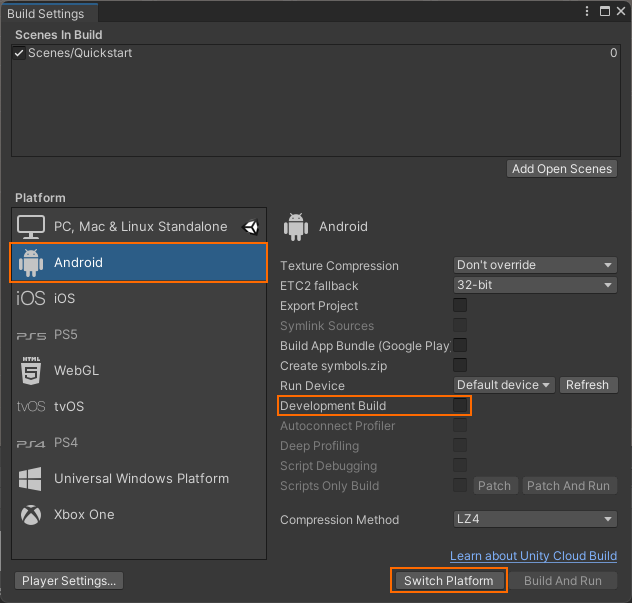 Build Settings
Scenes In Build
Scenes/Quickstart 0
Add Open Scenes
Platform
PC, Mac & Linux Standalone
Android
iOS iOS
PS5 PS5
HTML 5 WebGL
tvOS tvOS
PS4 PS4
Universal Windows Platform
Xbox One
Android
Texture Compression Don't override
ETC2 fallback 32-bit
Export Project
Symlink Sources
Build App Bundle (Google Play
Create symbols.zip
Run Device Default device Refresh
Development Build
Autoconnect Profiler
Deep Profiling
Script Debugging
Scripts Only Build Patch Patch And Run
Compression Method LZ4
Learn about Unity Cloud Build
Player Settings... Switch Platform Build And Run